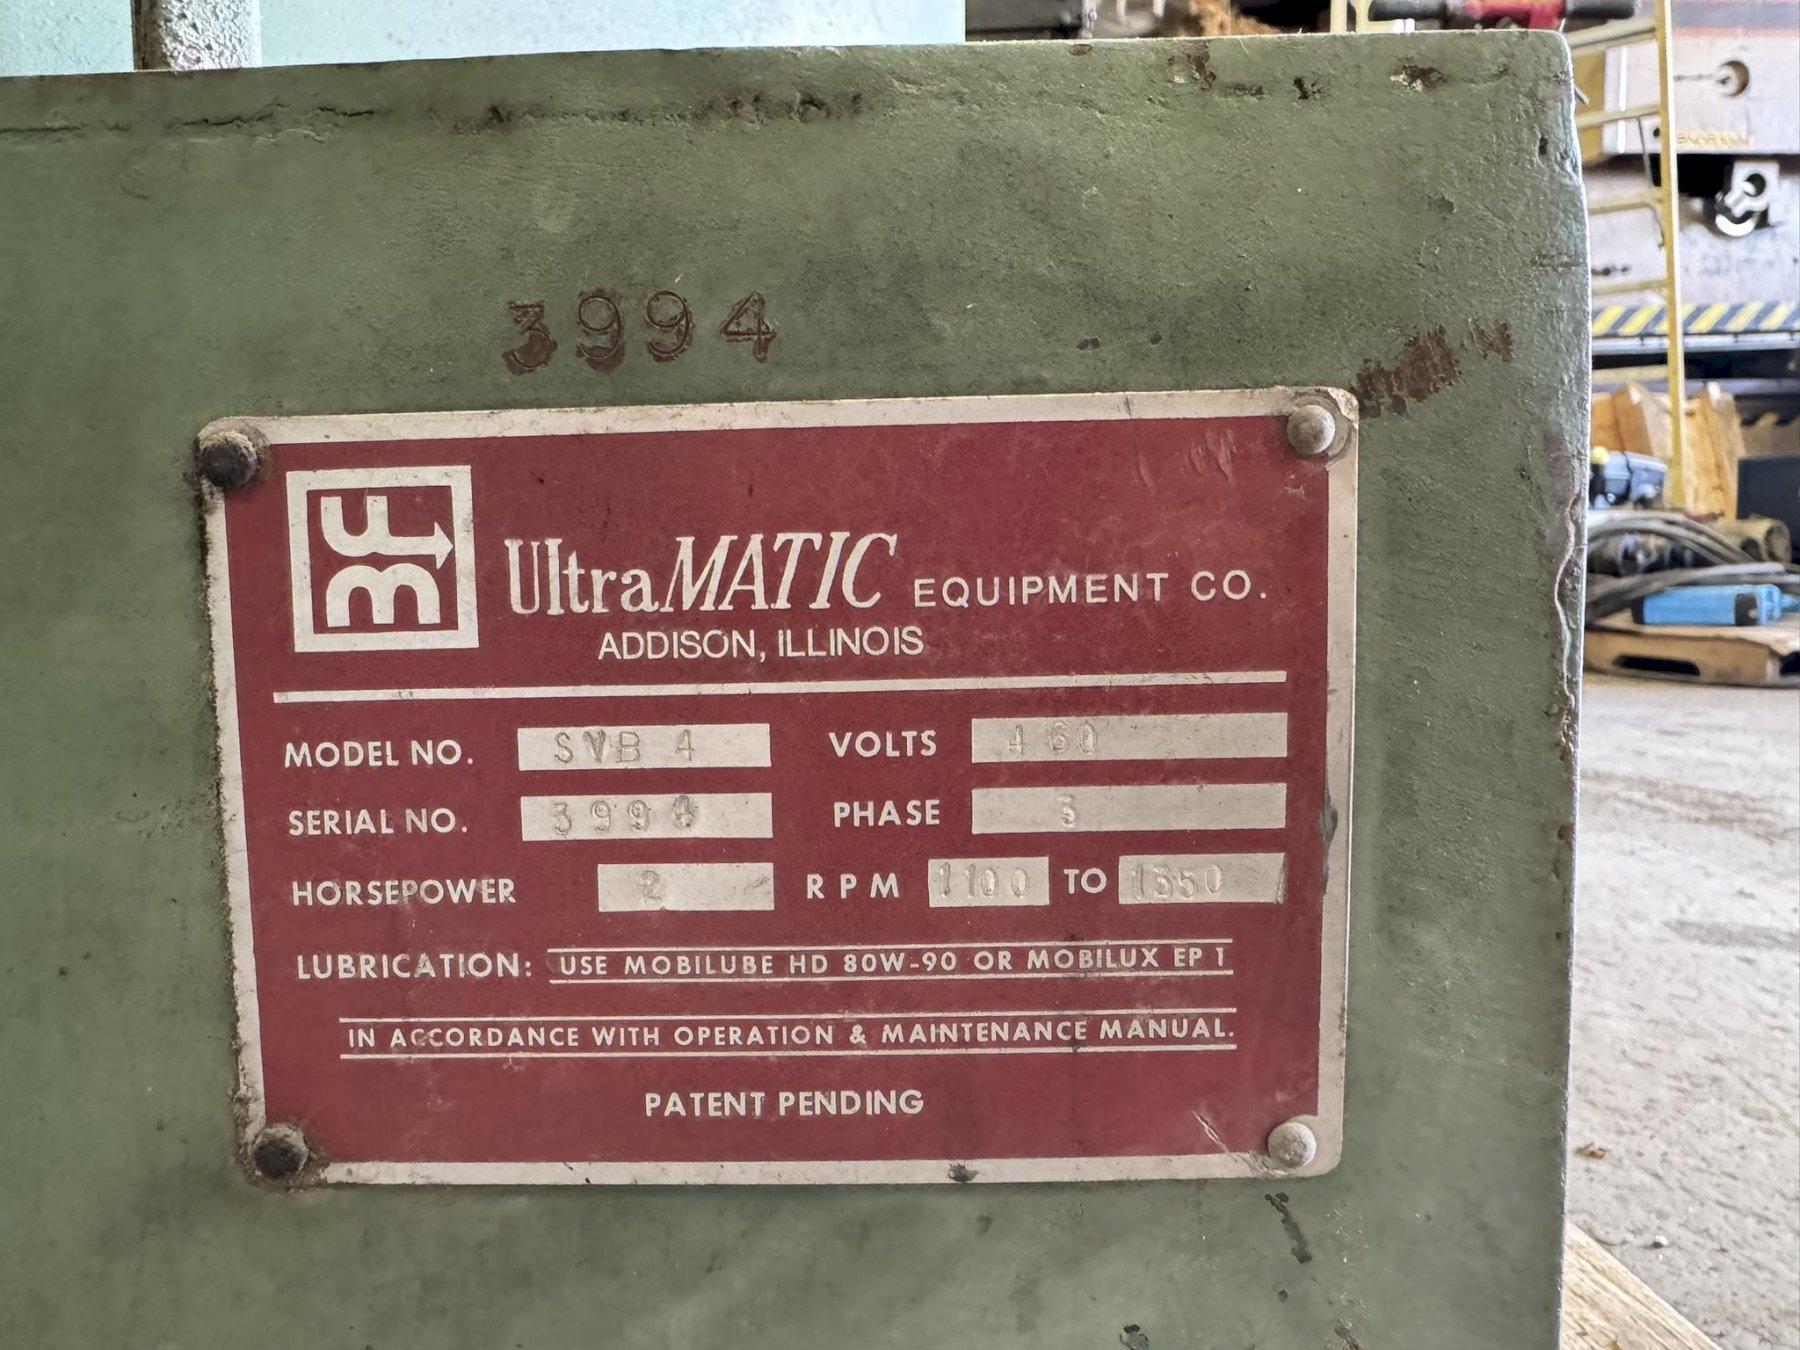 3994
UltraMATIC EQUIPMENT CO.
ADDISON, ILLINOIS
MODEL NO. SVB 4 VOLTS 460
SERIAL NO. 3994 PHASE 3
HORSEPOWER 2 RPM 1100 TO 1350
LUBRICATION: USE MOBILUBE HD 80W-90 OR MOBILUX EP 1
IN ACCORDANCE WITH OPERATION & MAINTENANCE MANUAL.
PATENT PENDING